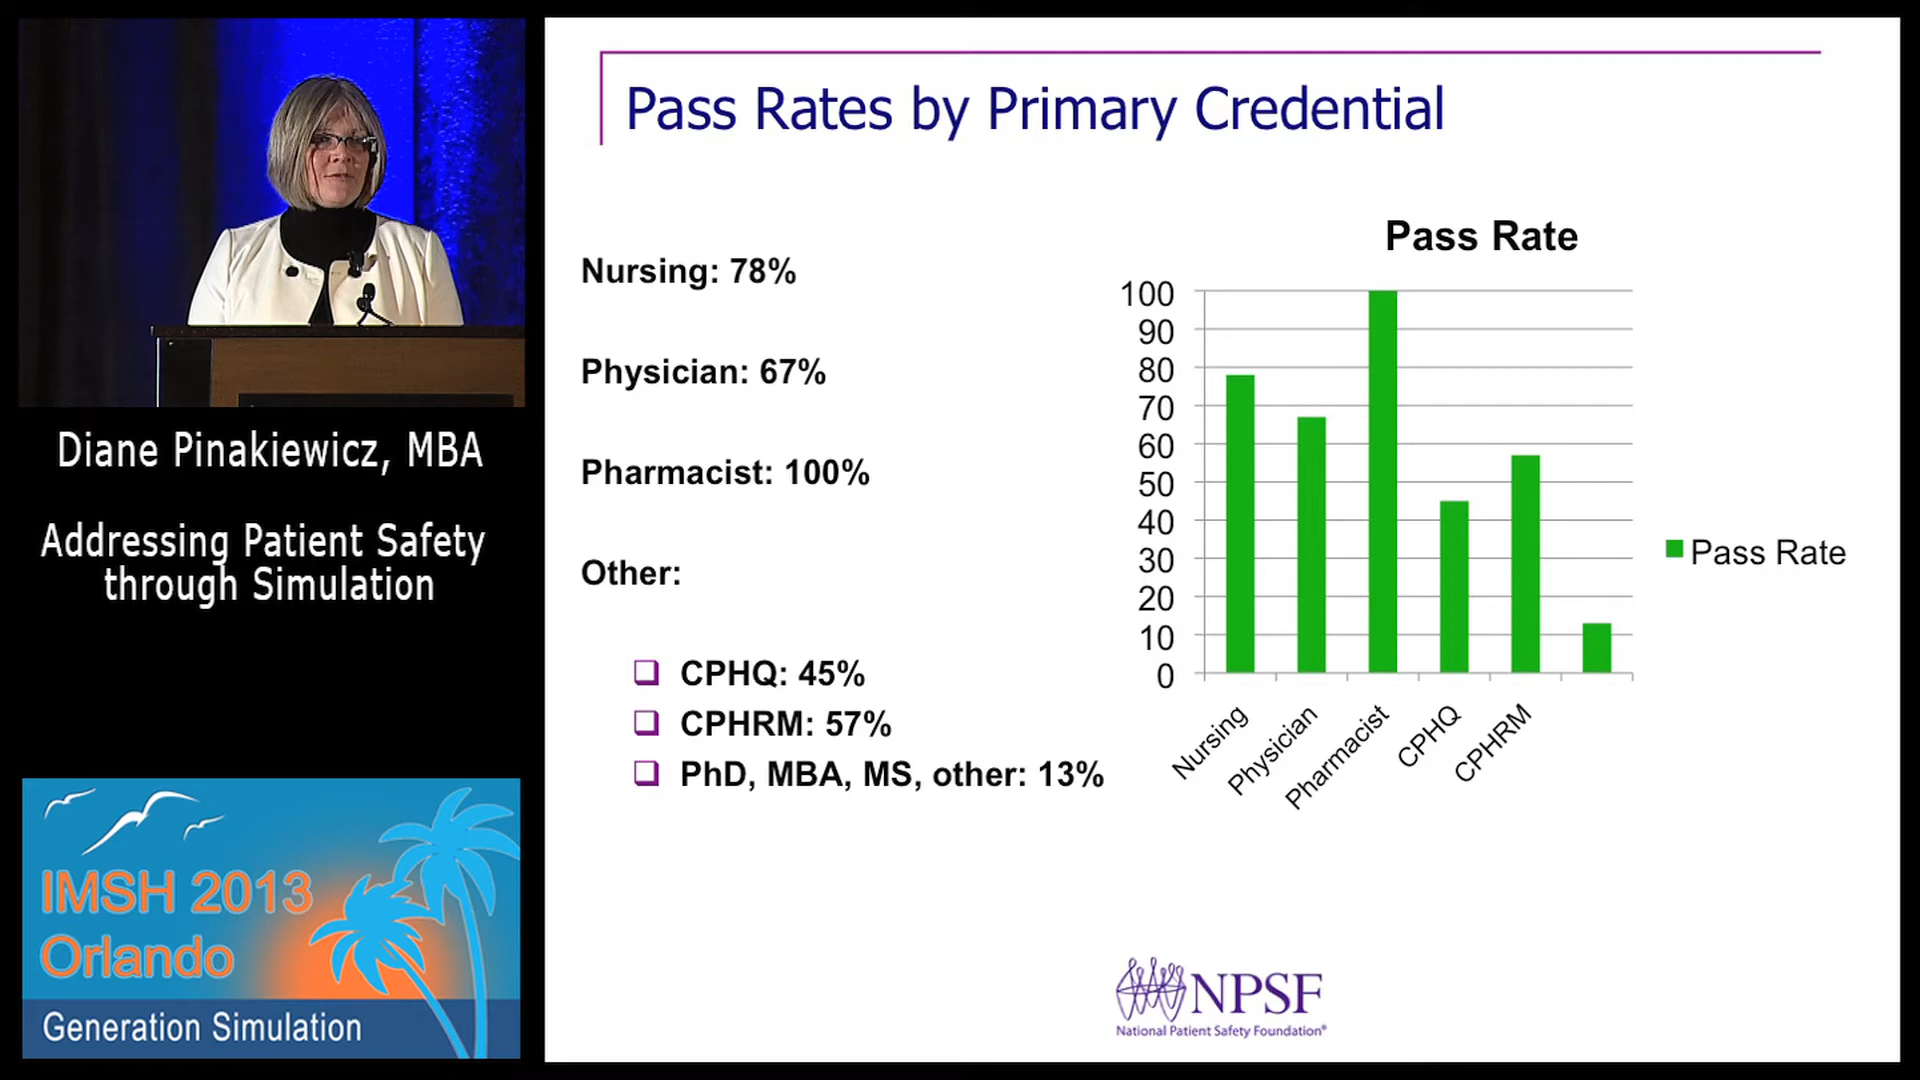 Diane Pinakiewicz, MBA
Addressing Patient Safety
through Simulation
IMSH 2013
Orlando
Generation Simulation
Pass Rates by Primary Credential
Nursing: 78%
Physician: 67%
Pharmacist: 100%
Other:
CPHQ: 45%
CPHRM: 57%
PhD, MBA, MS, other: 13%
Pass Rate
100
90
80
70
60
50
40
30
20
10
0
Nursing
Physician
Pharmacist
CPHQ
CPHRM
Pass Rate
NPSF
National Patient Safety Foundation®